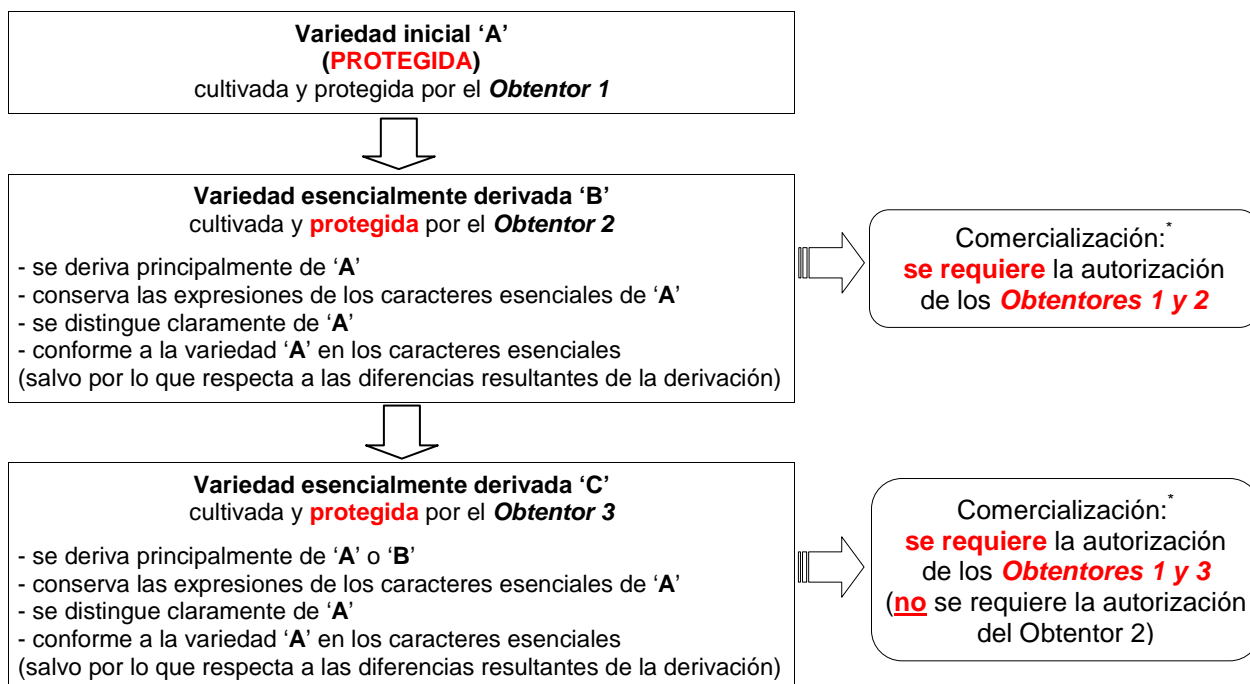 Variedad inicial ‘A’
(PROTEGIDA)
cultivada y protegida por el Obtentor 1
Variedad esencialmente derivada ‘B’
cultivada y protegida por el Obtentor 2
- se deriva principalmente de ‘A’
- conserva las expresiones de los caracteres esenciales de ‘A’
- se distingue claramente de ‘A’
- conforme a la variedad ‘A’ en los caracteres esenciales
(salvo por lo que respecta a las diferencias resultantes de la derivación)
Comercialización:*
se requiere la autorización
de los Obtentores 1 y 2
Variedad esencialmente derivada ‘C’
cultivada y protegida por el Obtentor 3
- se deriva principalmente de ‘A’ o ‘B’
- conserva las expresiones de los caracteres esenciales de ‘A’
- se distingue claramente de ‘A’
- conforme a la variedad ‘A’ en los caracteres esenciales
(salvo por lo que respecta a las diferencias resultantes de la derivación)
Comercialización:*
se requiere la autorización
de los Obtentores 1 y 3
(no se requiere la autorización
del Obtentor 2)